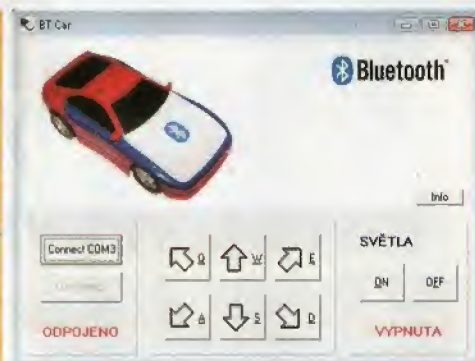 BT Car
Bluetooth
Info
Connect COM3
Q W E
A S D
ODPOJENO
SVĚTLA
ON OFF
VYPNUTA